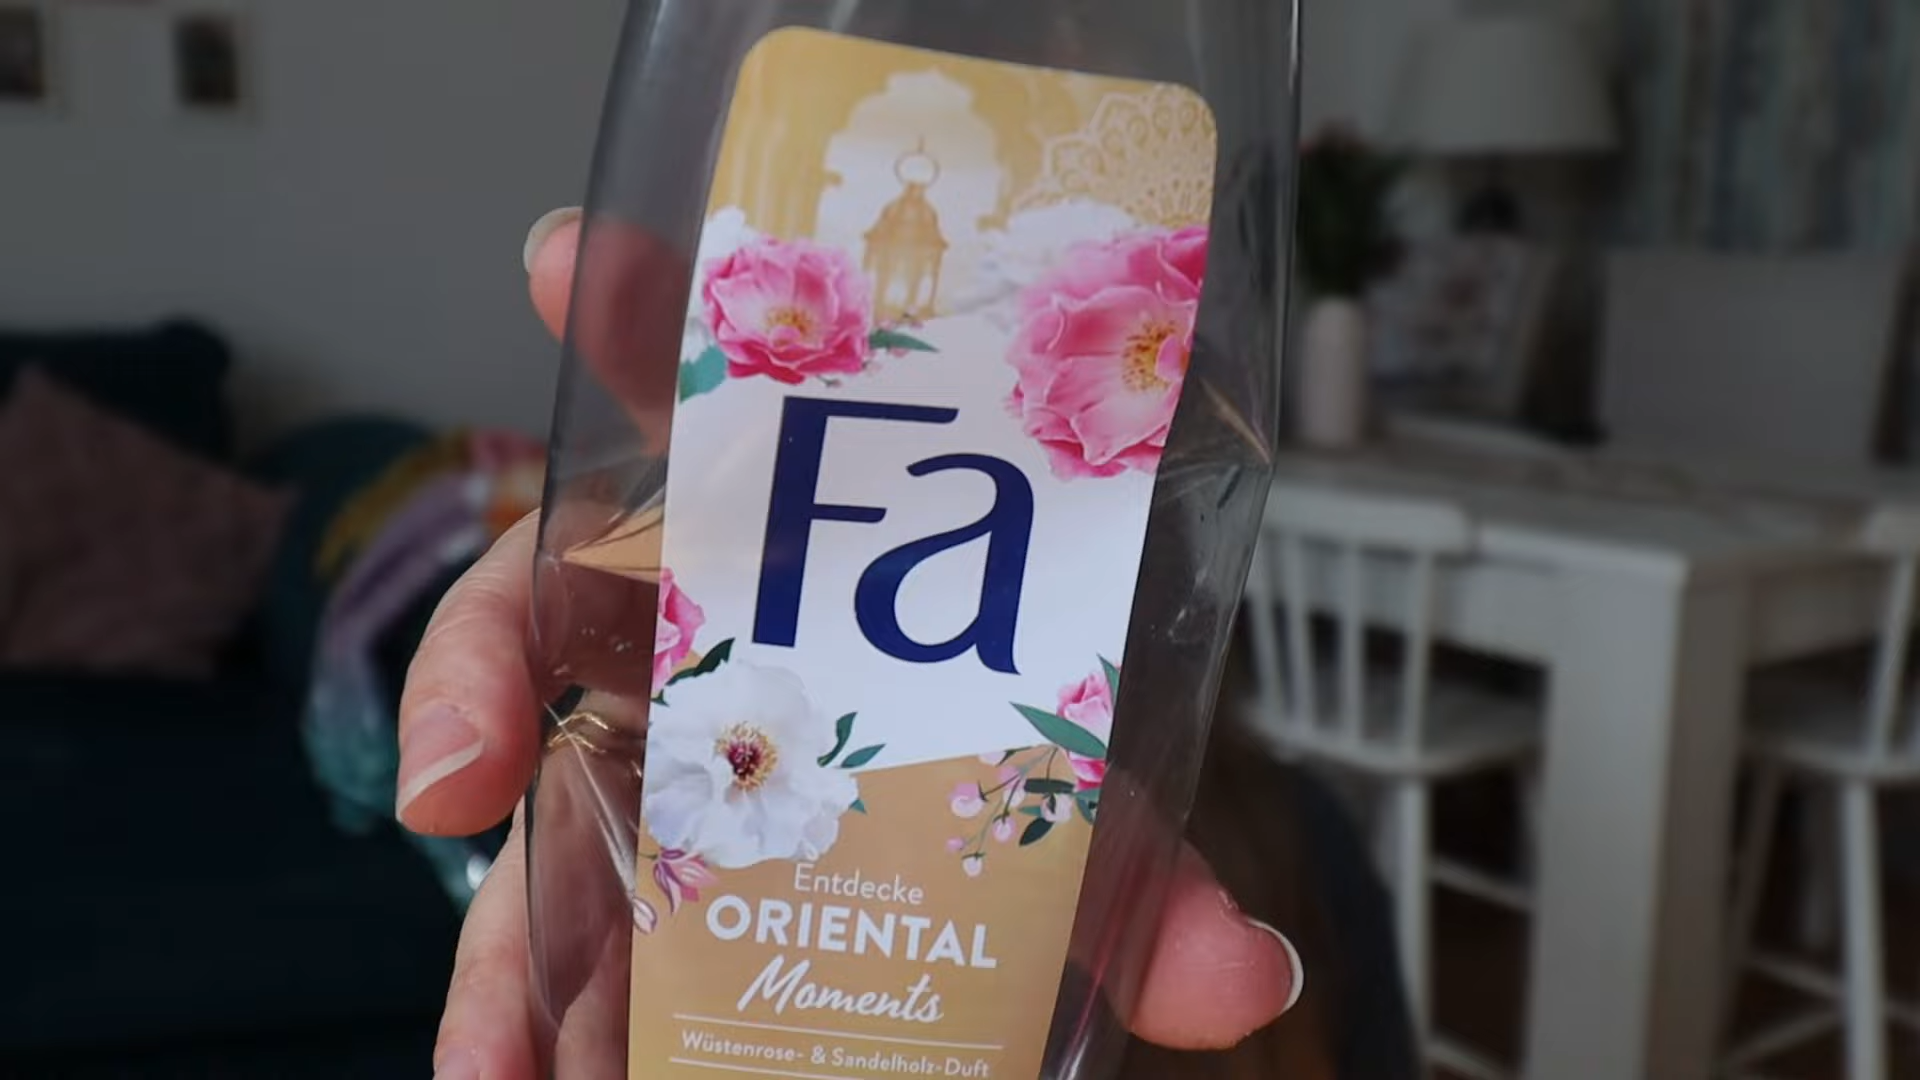 Fa
Entdecke
ORIENTAL
Moments
Wüstenrose- & Sandelholz-Duft